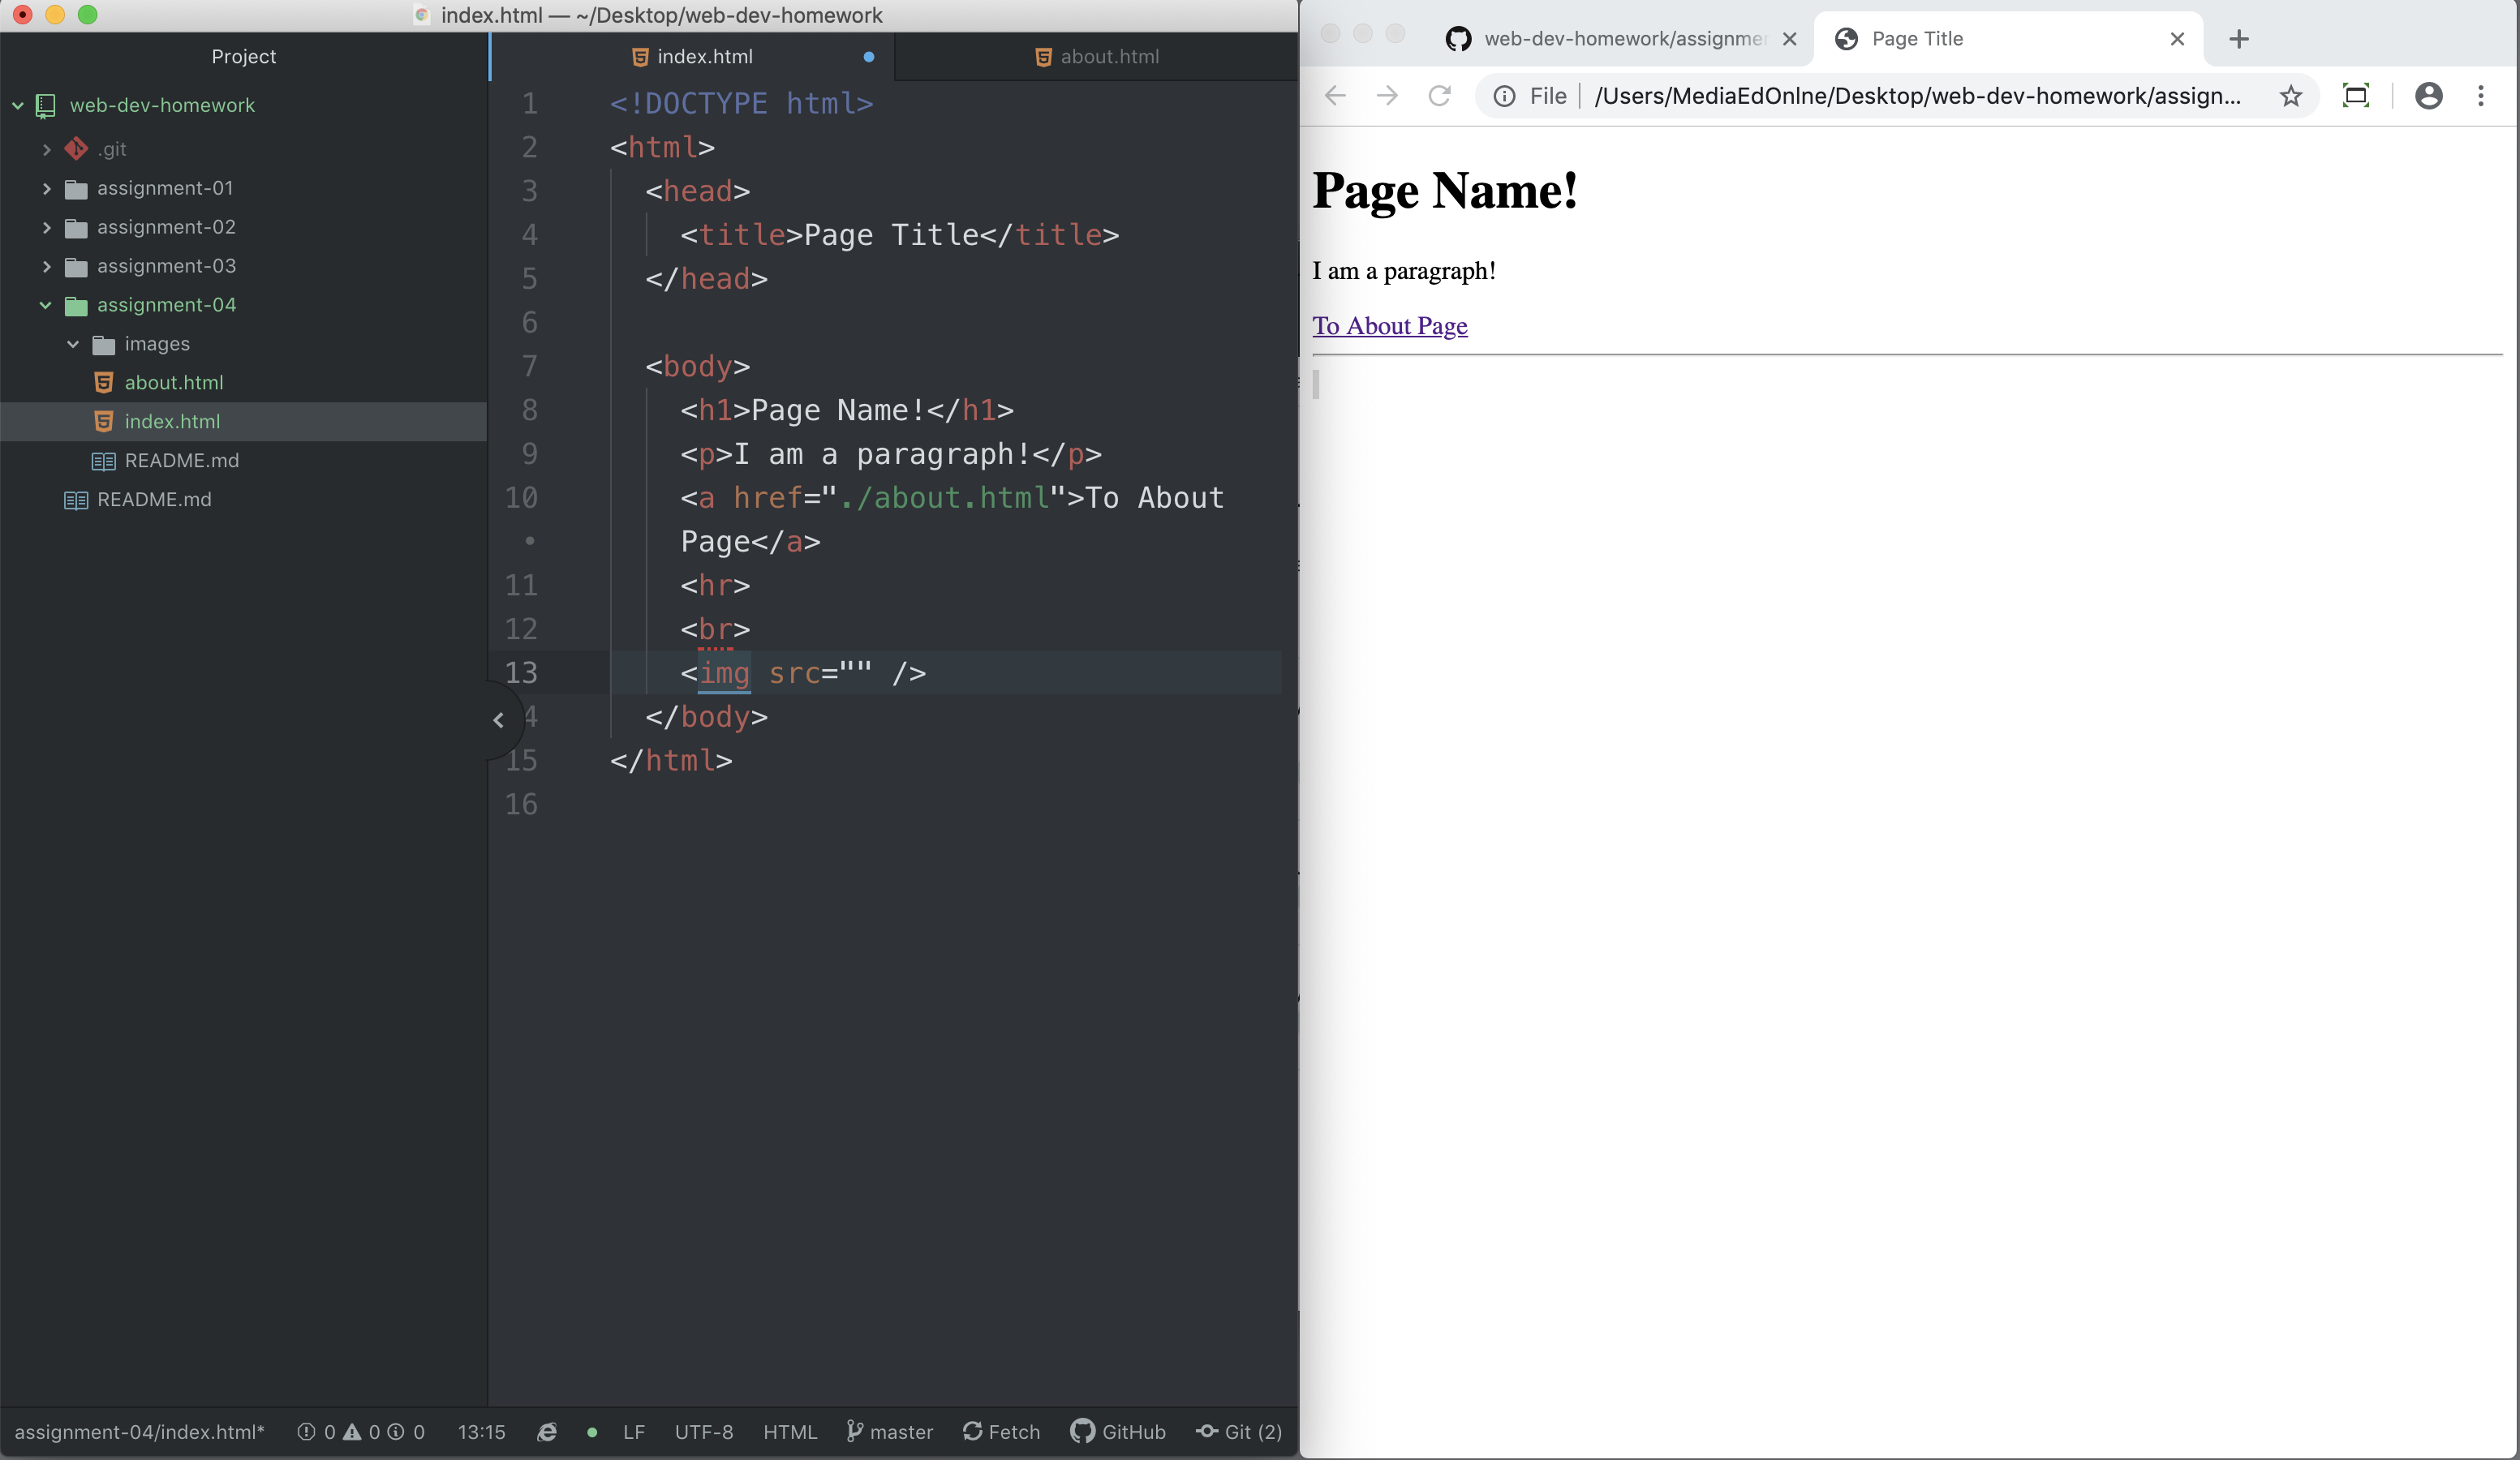 index.html — ~/Desktop/web-dev-homework
Project
web-dev-homework
.git
assignment-01
assignment-02
assignment-03
assignment-04
images
about.html
index.html
README.md
README.md
index.html
about.html
1 <!DOCTYPE html>
2 <html>
3 <head>
4 <title>Page Title</title>
5 </head>
6
7 <body>
8 <h1>Page Name!</h1>
9 <p>I am a paragraph!</p>
10 <a href="./about.html">To About
• Page</a>
11 <hr>
12 <br>
13 <img src="" />
4 </body>
15 </html>
16
assignment-04/index.html* 0 0 0 13:15 LF UTF-8 HTML master Fetch GitHub Git (2)
web-dev-homework/assignme
Page Title
File /Users/MediaEdOnlne/Desktop/web-dev-homework/assign...
Page Name!
I am a paragraph!
To About Page